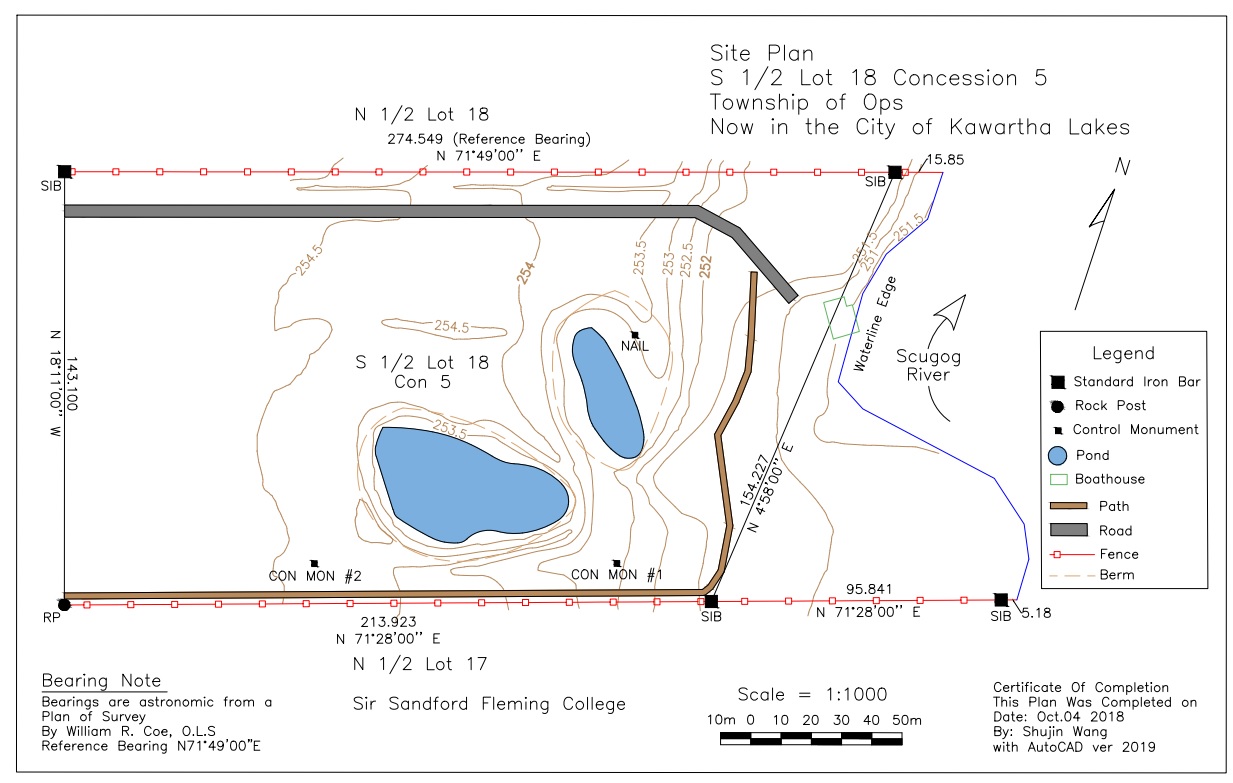 Site Plan
S 1/2 Lot 18 Concession 5
Township of Ops
Now in the City of Kawartha Lakes
N 1/2 Lot 18
274.549 (Reference Bearing)
N 71°49'00" E
15.85
N
SIB
SIB
254.5
254
253.5
253
252.5
252
251.5
251
251.5
254.5
NAIL
S 1/2 Lot 18
Con 5
253.5
N 18°11'00" W
143.100
154.227
N 4°58'00" E
Waterline Edge
Scugog
River
Legend
Standard Iron Bar
Rock Post
Control Monument
Pond
Boathouse
Path
Road
Fence
Berm
CON MON #2
CON MON #1
RP
213.923
N 71°28'00" E
SIB
95.841
N 71°28'00" E
SIB
5.18
N 1/2 Lot 17
Sir Sandford Fleming College
Bearing Note
Bearings are astronomic from a
Plan of Survey
By William R. Coe, O.L.S
Reference Bearing N71°49'00"E
Scale = 1:1000
10m 0 10 20 30 40 50m
Certificate Of Completion
This Plan Was Completed on
Date: Oct.04 2018
By: Shujin Wang
with AutoCAD ver 2019